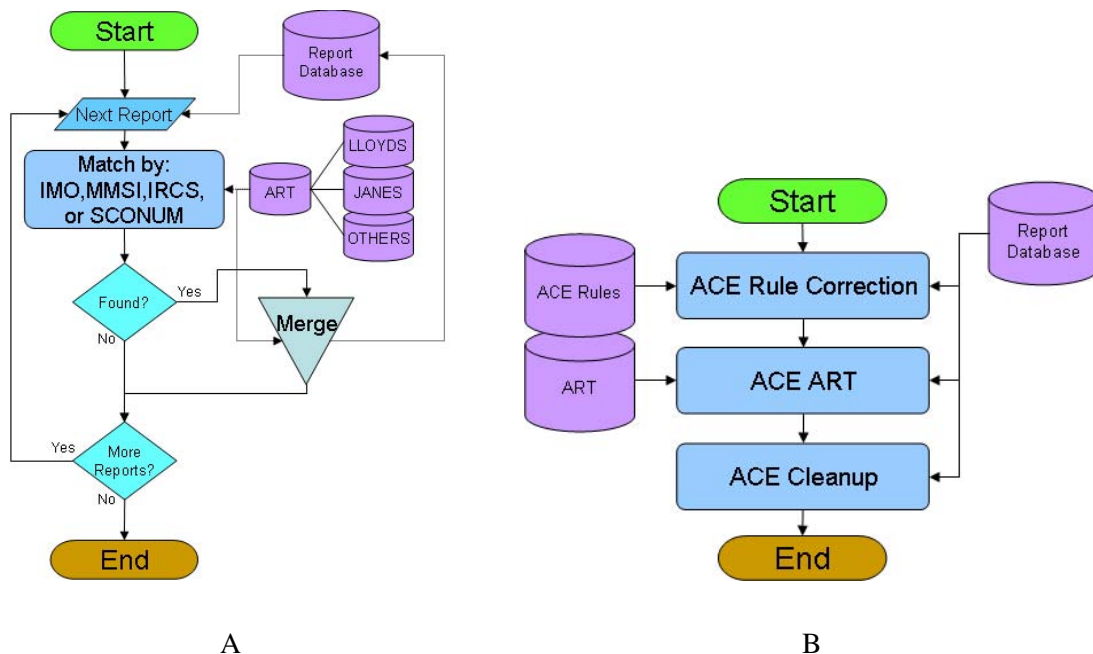 Start
Report
Database
Next Report
LLOYDS
Match by:
IMO,MMSI,IRCS,
or SCONUM
ART
JANES
OTHERS
Found?
Yes
No
Merge
Yes
More
Reports?
No
End
A
Start
Report
Database
ACE Rules
ACE Rule Correction
ART
ACE ART
ACE Cleanup
End
B